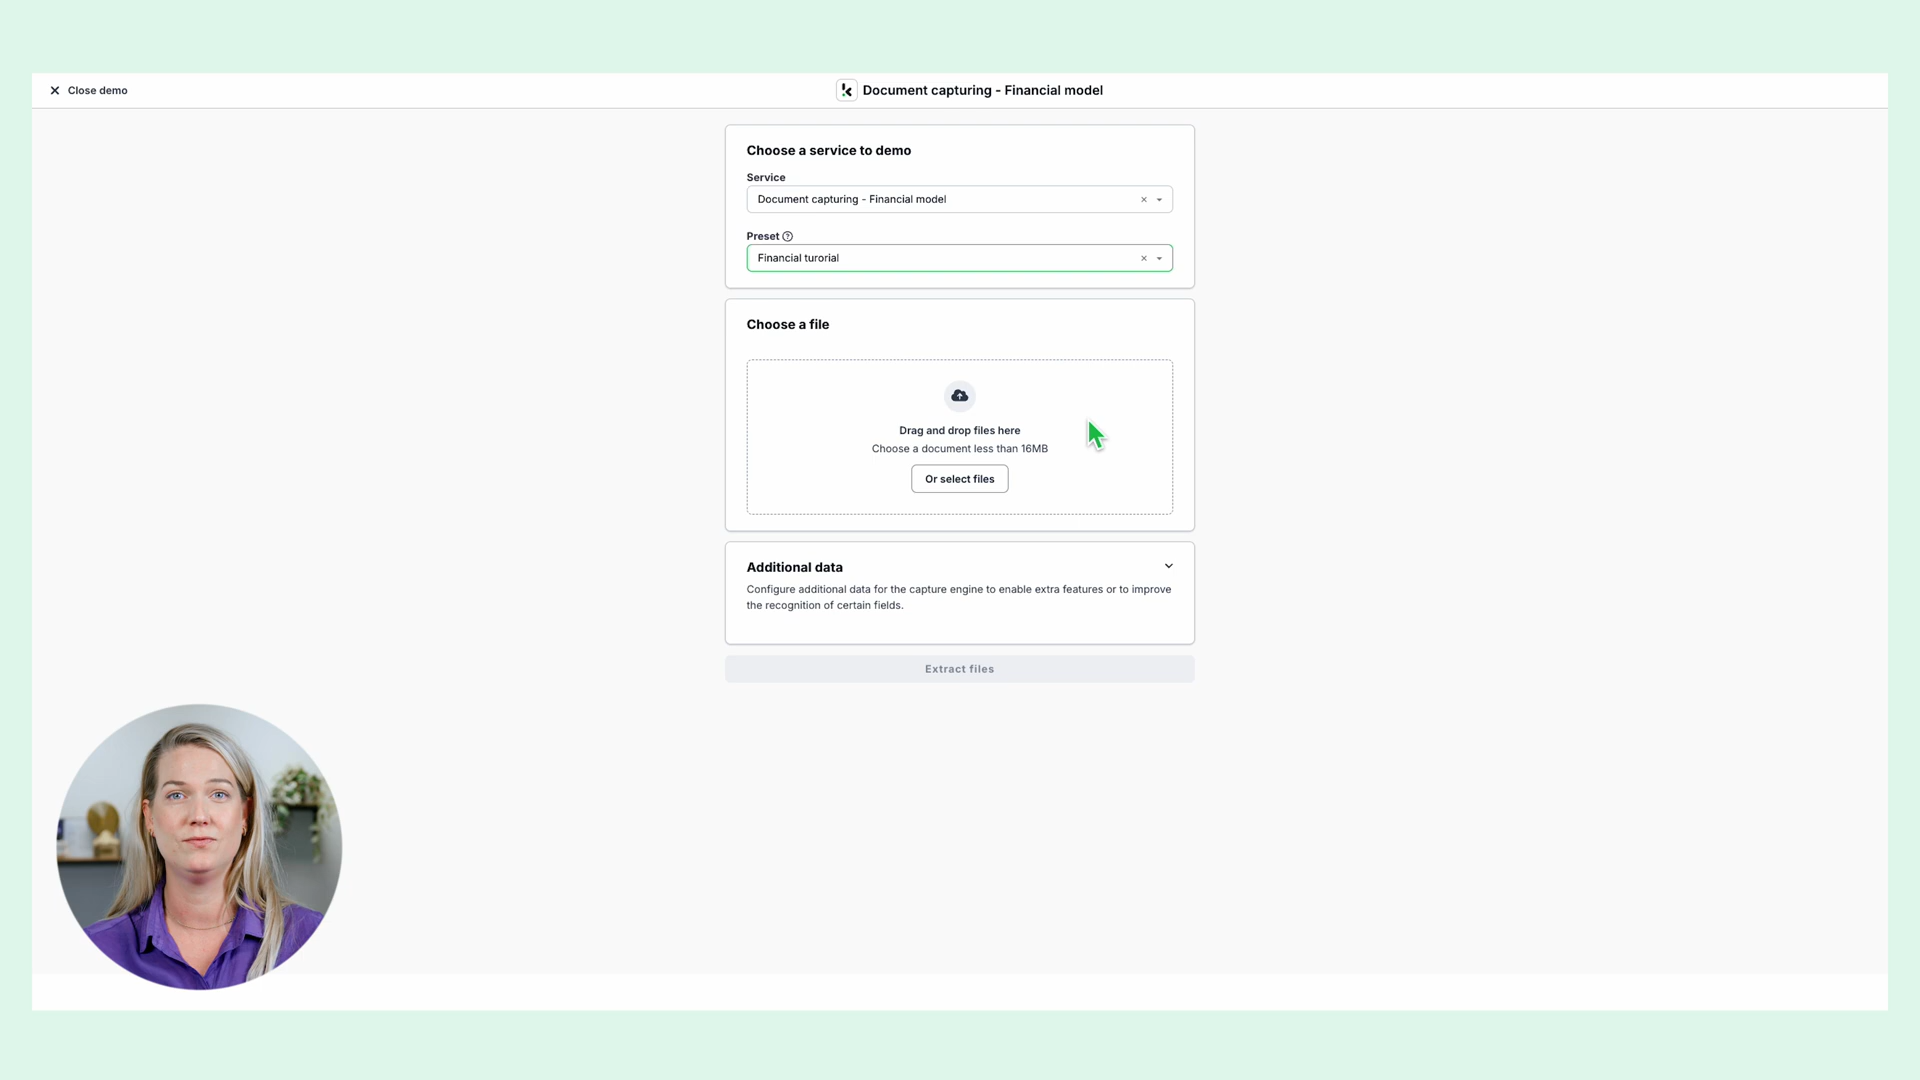 Close demo
Document capturing - Financial model
Choose a service to demo
Service
Document capturing - Financial model
Preset
Financial turorial
Choose a file
Drag and drop files here
Choose a document less than 16MB
Or select files
Additional data
Configure additional data for the capture engine to enable extra features or to improve
the recognition of certain fields.
Extract files